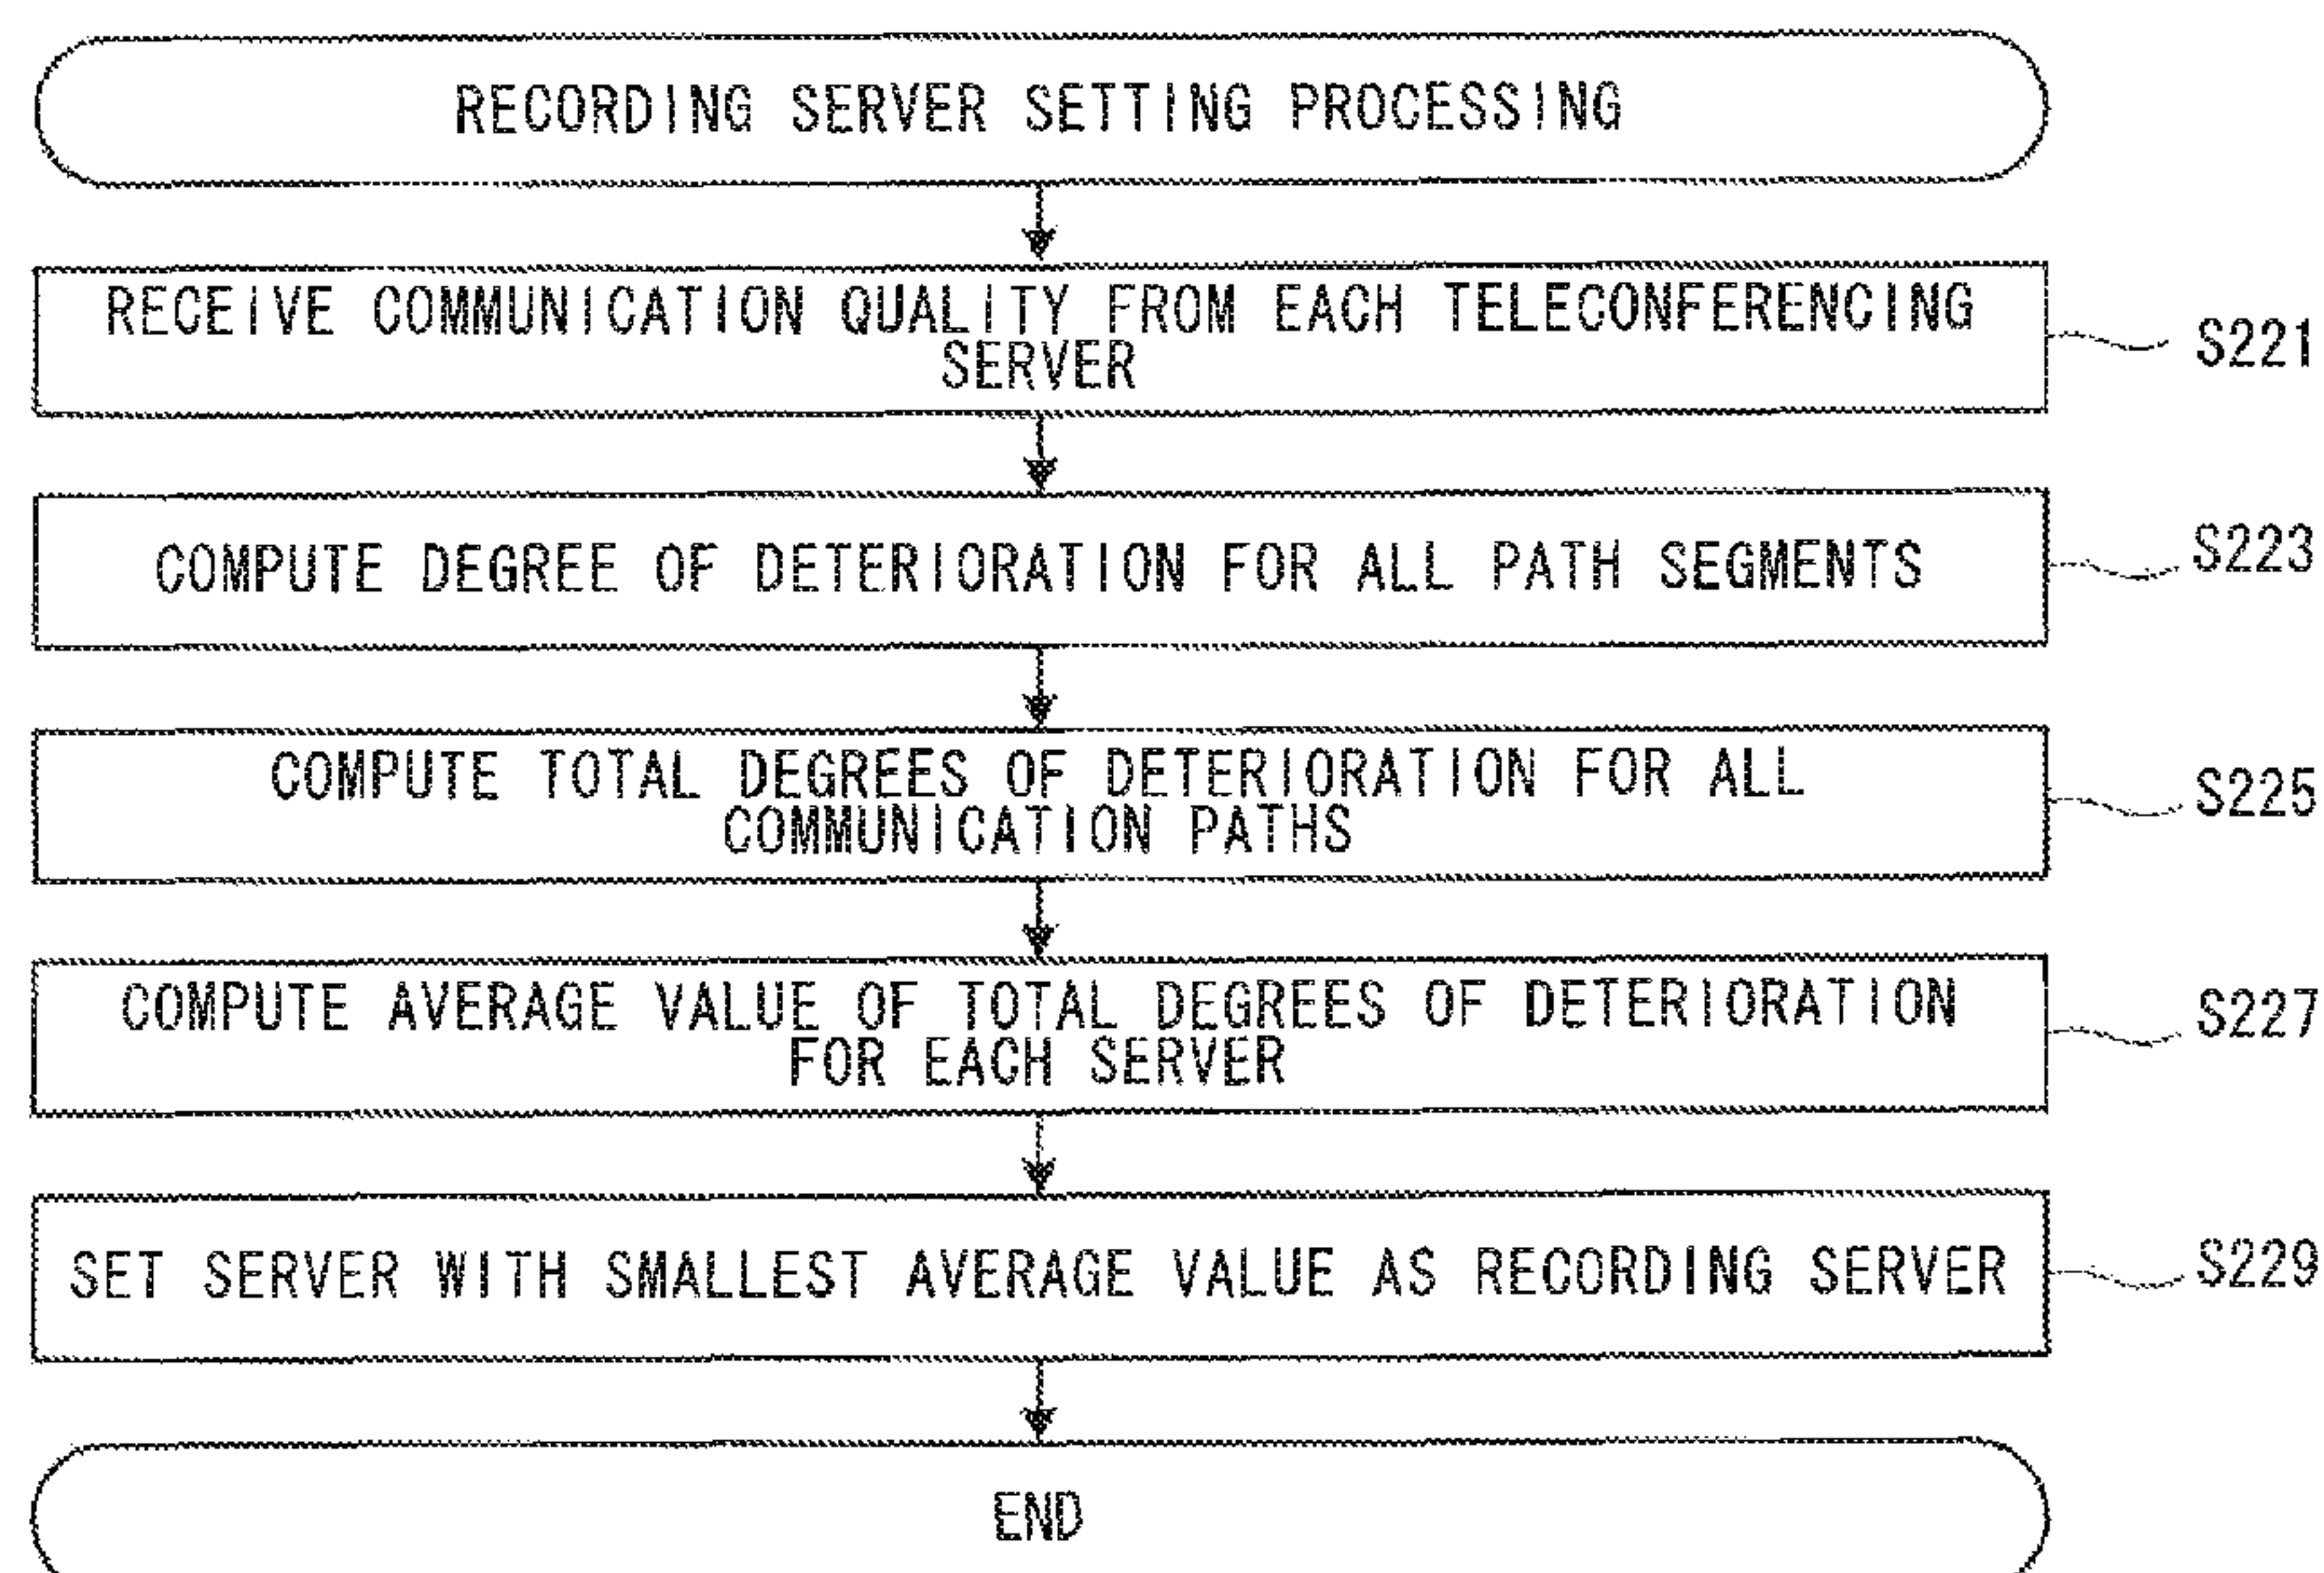 RECORDING SERVER SETTING PROCESSING
RECEIVE COMMUNICATION QUALITY FROM EACH TELECONFERENCING
SERVER
S221
COMPUTE DEGREE OF DETERIORATION FOR ALL PATH SEGMENTS
S223
COMPUTE TOTAL DEGREES OF DETERIORATION FOR ALL
COMMUNICATION PATHS
S225
COMPUTE AVERAGE VALUE OF TOTAL DEGREES OF DETERIORATION
FOR EACH SERVER
S227
SET SERVER WITH SMALLEST AVERAGE VALUE AS RECORDING SERVER
S229
END